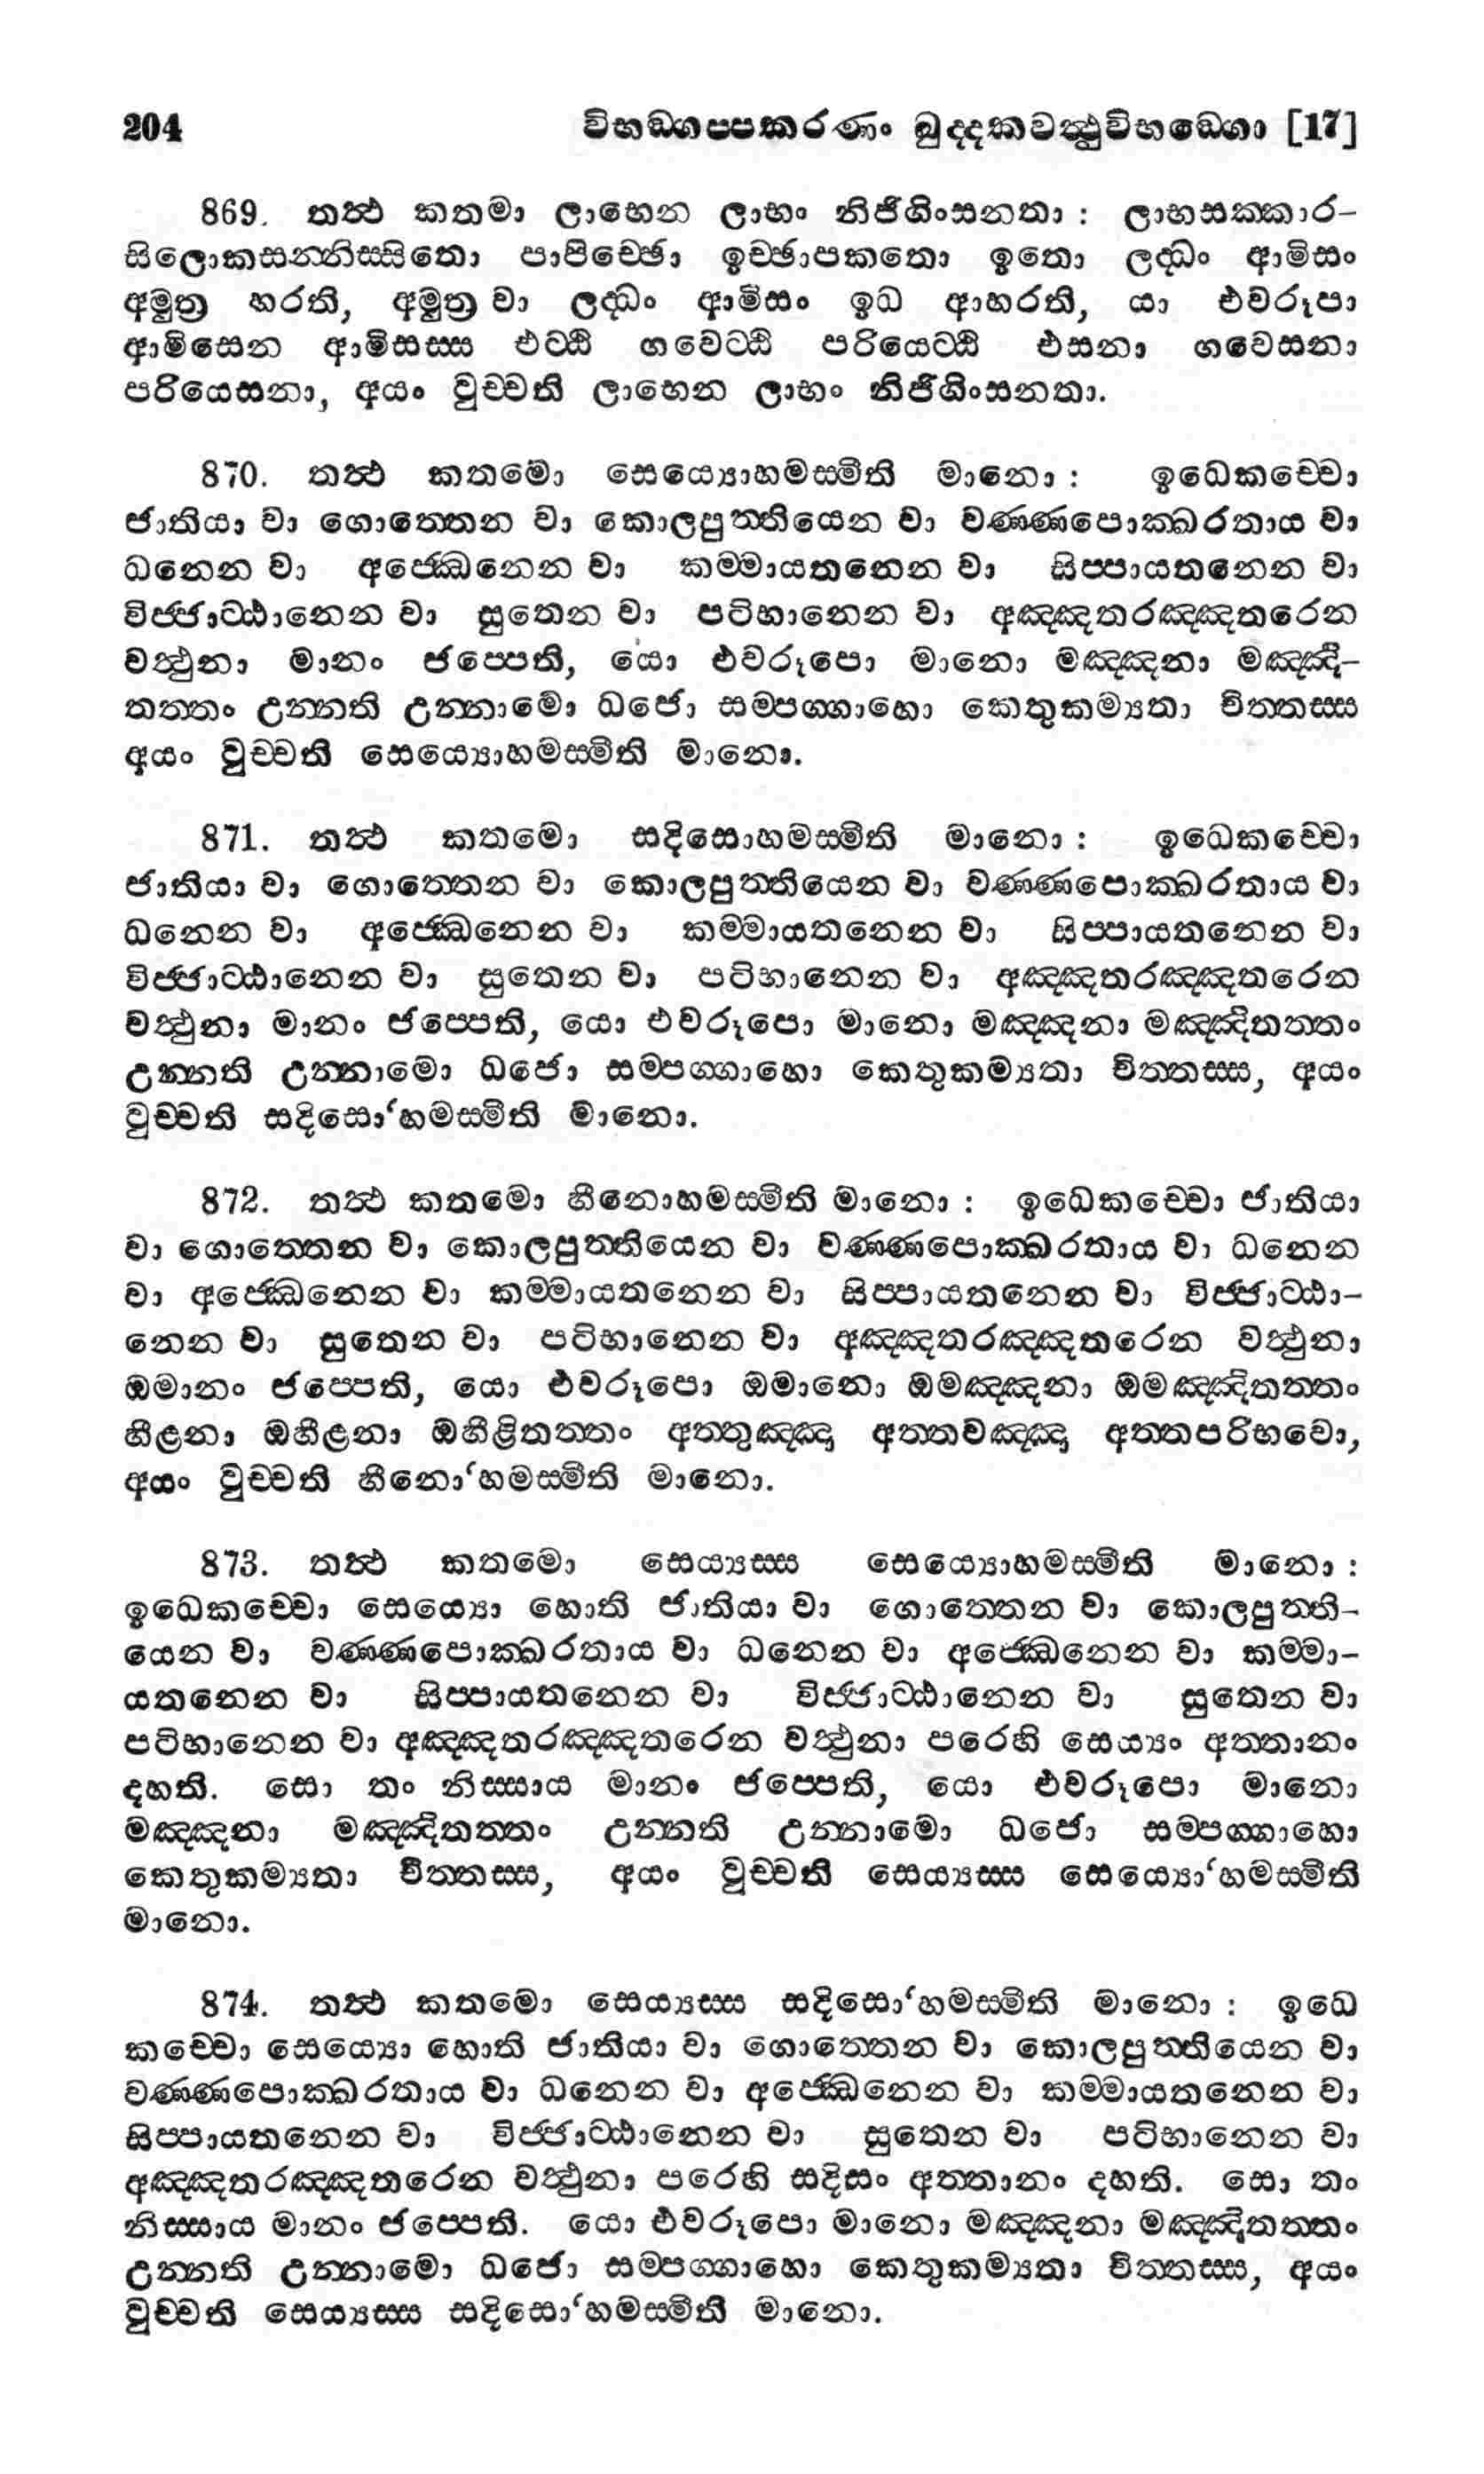 204 විභඞ්ගප්පකරණං ඛුද්දකවත්ථුවිභඞ්ගො [17]
869. තත්ථ කතමා ලාභෙන ලාභං නිජිගිංසනතා : ලාභසක්කාර-
සිලොකසන්නිස්සිතො පාපිච්ඡො ඉච්ඡාපකතො ඉතො ලද්ධං ආමිසං
අමුත්‍ර හරති, අමුත්‍ර වා ලද්ධං ආමිසං ඉධ ආහරති, යා එවරූපා
ආමිසෙන ආමිසස්ස එට්ඨි ගවෙට්ඨි පරියෙට්ඨි එසනා ගවෙසනා
පරියෙසනා, අයං වුච්චති ලාභෙන ලාභං නිජිගිංසනතා.
870. තත්ථ කතමො සෙය්‍යොහමස්මීති මානො : ඉධෙකච්චො
ජාතියා වා ගොත්තෙන වා කොලපුත්තියෙන වා වණ්ණපොක්ඛරතාය වා
ධනෙන වා අජ්ඣෙනෙන වා කම්මායතනෙන වා සිප්පායතනෙන වා
විජ්ජාට්ඨානෙන වා සුතෙන වා පටිභානෙන වා අඤ්ඤතරඤ්ඤතරෙන
වත්ථුනා මානං ජප්පෙති, යො එවරූපො මානො මඤ්ඤනා මඤ්ඤි-
තත්තං උන්නති උන්නාමො ධජො සම්පග්ගාහො කෙතුකම්‍යතා චිත්තස්ස
අයං වුච්චති සෙය්‍යොහමස්මීති මානො.
871. තත්ථ කතමො සදිසොහමස්මීති මානො : ඉධෙකච්චො
ජාතියා වා ගොත්තෙන වා කොලපුත්තියෙන වා වණ්ණපොක්ඛරතාය වා
ධනෙන වා අජ්ඣෙනෙන වා කම්මායතනෙන වා සිප්පායතනෙන වා
විජ්ජාට්ඨානෙන වා සුතෙන වා පටිභානෙන වා අඤ්ඤතරඤ්ඤතරෙන
වත්ථුනා මානං ජප්පෙති, යො එවරූපො මානො මඤ්ඤනා මඤ්ඤිතත්තං
උන්නති උන්නාමො ධජො සම්පග්ගාහො කෙතුකම්‍යතා චිත්තස්ස, අයං
වුච්චති සදිසො‘හමස්මීති මානො.
872. තත්ථ කතමො හීනොහමස්මීති මානො : ඉධෙකච්චො ජාතියා
වා ගොත්තෙන වා කොලපුත්තියෙන වා වණ්ණපොක්ඛරතාය වා ධනෙන
වා අජ්ඣෙනෙන වා කම්මායතනෙන වා සිප්පායතනෙන වා විජ්ජාට්ඨා-
නෙන වා සුතෙන වා පටිභානෙන වා අඤ්ඤතරඤ්ඤතරෙන වත්ථුනා
ඔමානං ජප්පෙති, යො එවරූපො ඔමානො ඔමඤ්ඤනා ඔමඤ්ඤිතත්තං
හීළනා ඔහීළනා ඔහීළිතත්තං අත්තුඤ්ඤා අත්තවඤ්ඤා අත්තපරිභවො,
අයං වුච්චති හීනො‘හමස්මීති මානො.
873. තත්ථ කතමො සෙය්‍යස්ස සෙය්‍යොහමස්මීති මානො :
ඉධෙකච්චො සෙය්‍යො හොති ජාතියා වා ගොත්තෙන වා කොලපුත්ති-
යෙන වා වණ්ණපොක්ඛරතාය වා ධනෙන වා අජ්ඣෙනෙන වා කම්මා-
යතනෙන වා සිප්පායතනෙන වා විජ්ජාට්ඨානෙන වා සුතෙන වා
පටිභානෙන වා අඤ්ඤතරඤ්ඤතරෙන වත්ථුනා පරෙහි සෙය්‍යං අත්තානං
දහති. සො තං නිස්සාය මානං ජප්පෙති, යො එවරූපො මානො
මඤ්ඤනා මඤ්ඤිතත්තං උන්නති උන්නාමො ධජො සම්පග්ගාහො
කෙතුකම්‍යතා චිත්තස්ස, අයං වුච්චති සෙය්‍යස්ස සෙය්‍යො‘හමස්මීති
මානො.
874. තත්ථ කතමො සෙය්‍යස්ස සදිසො‘හමස්මීති මානො : ඉධෙ
කච්චො සෙය්‍යො හොති ජාතියා වා ගොත්තෙන වා කොලපුත්තියෙන වා
වණ්ණපොක්ඛරතාය වා ධනෙන වා අජ්ඣෙනෙන වා කම්මායතනෙන වා
සිප්පායතනෙන වා විජ්ජාට්ඨානෙන වා සුතෙන වා පටිභානෙන වා
අඤ්ඤතරඤ්ඤතරෙන වත්ථුනා පරෙහි සදිසං අත්තානං දහති. සො තං
නිස්සාය මානං ජප්පෙති. යො එවරූපො මානො මඤ්ඤනා මඤ්ඤිතත්තං
උන්නති උන්නාමො ධජො සම්පග්ගාහො කෙතුකම්‍යතා චිත්තස්ස, අයං
වුච්චති සෙය්‍යස්ස සදිසො‘හමස්මීති මානො.